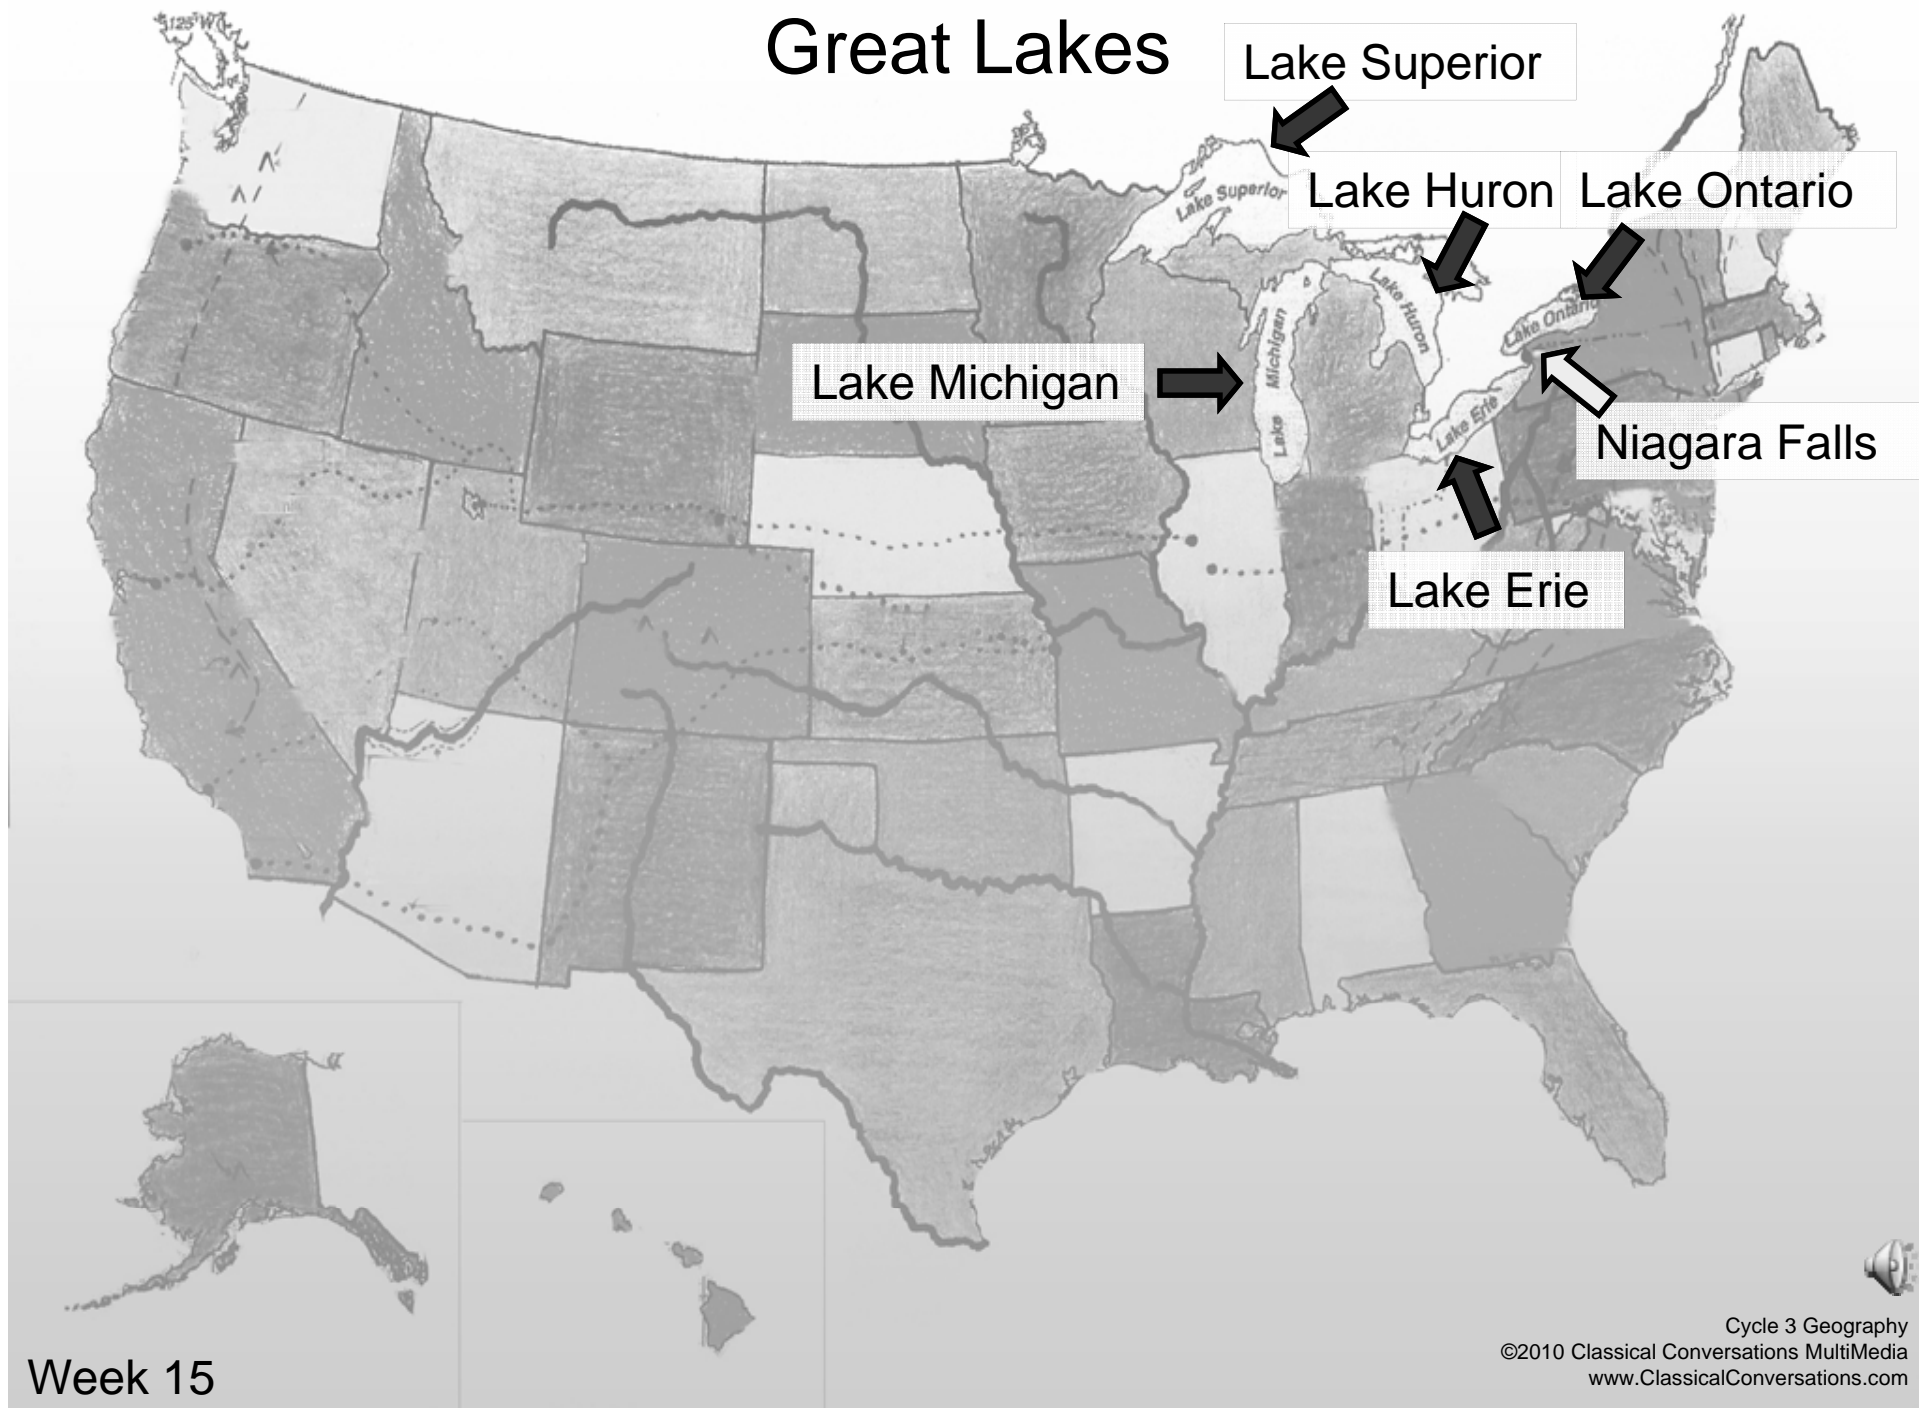 125°W
Great Lakes
Lake Superior
Lake Superior
Lake Huron
Lake Ontario
Lake Huron
Lake Ontario
Lake Michigan
Lake Michigan
Lake Erie
Niagara Falls
Lake Erie
Week 15
Cycle 3 Geography
©2010 Classical Conversations MultiMedia
www.ClassicalConversations.com